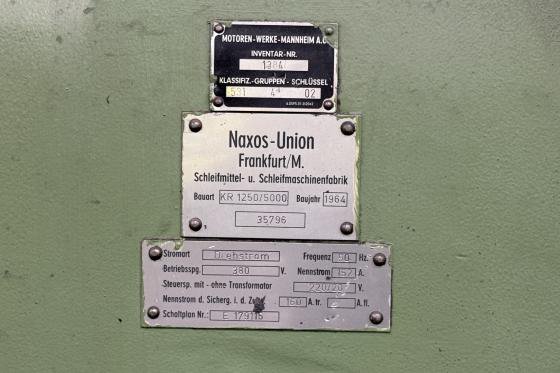 MOTOREN-WERKE-MANNHEIM A.G.
INVENTAR-NR.
1384
KLASSIFIZ.-GRUPPEN-SCHLÜSSEL
531 4 02
Naxos-Union
Frankfurt/M.
Schleifmittel- u. Schleifmaschinenfabrik
Bauart KR 1250/5000 Baujahr 1964
35796
Stromart Drehstrom Frequenz 50 Hz.
Betriebsspg. 380 V. Nennstrom 152 A.
Steuersp. mit - ohne Transformator 220/20 V.
Nennstrom d. Sicherg. i. d. Zultg. 160 A.tr. A.fl.
Schaltplan Nr.: E 179115